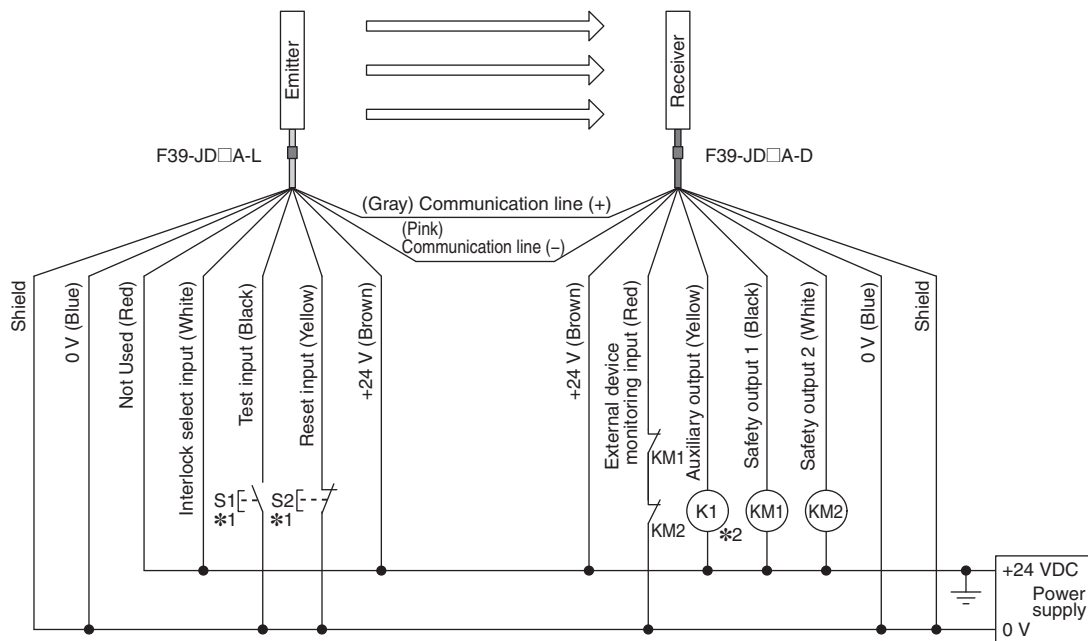 Emitter
Receiver
F39-JD□A-L
F39-JD□A-D
(Gray) Communication line (+)
(Pink)
Communication line (−)
Shield
0 V (Blue)
Not Used (Red)
Interlock select input (White)
Test input (Black)
Reset input (Yellow)
+24 V (Brown)
+24 V (Brown)
External device
monitoring input (Red)
Auxiliary output (Yellow)
Safety output 1 (Black)
Safety output 2 (White)
0 V (Blue)
Shield
S1
*1
S2
*1
KM1
KM2
K1
*2
KM1
KM2
+24 VDC
Power
supply
0 V